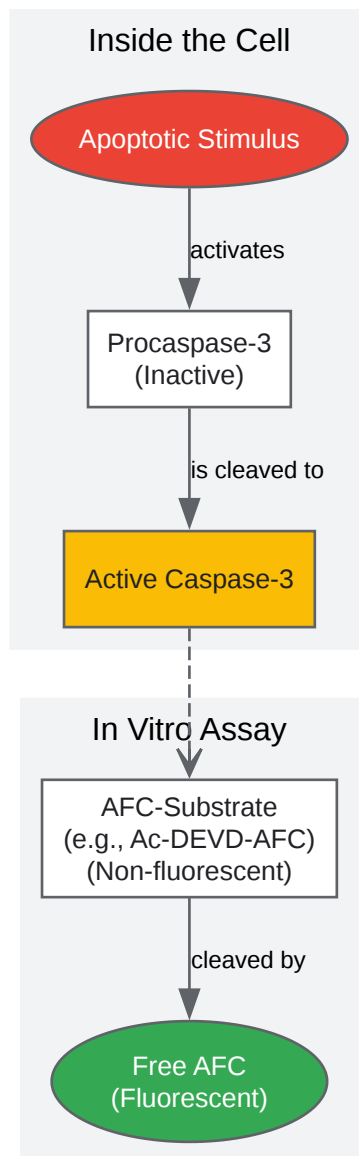 Inside the Cell
Apoptotic Stimulus
activates
Procaspase-3
(Inactive)
is cleaved to
Active Caspase-3
In Vitro Assay
AFC-Substrate
(e.g., Ac-DEVD-AFC)
(Non-fluorescent)
cleaved by
Free AFC
(Fluorescent)